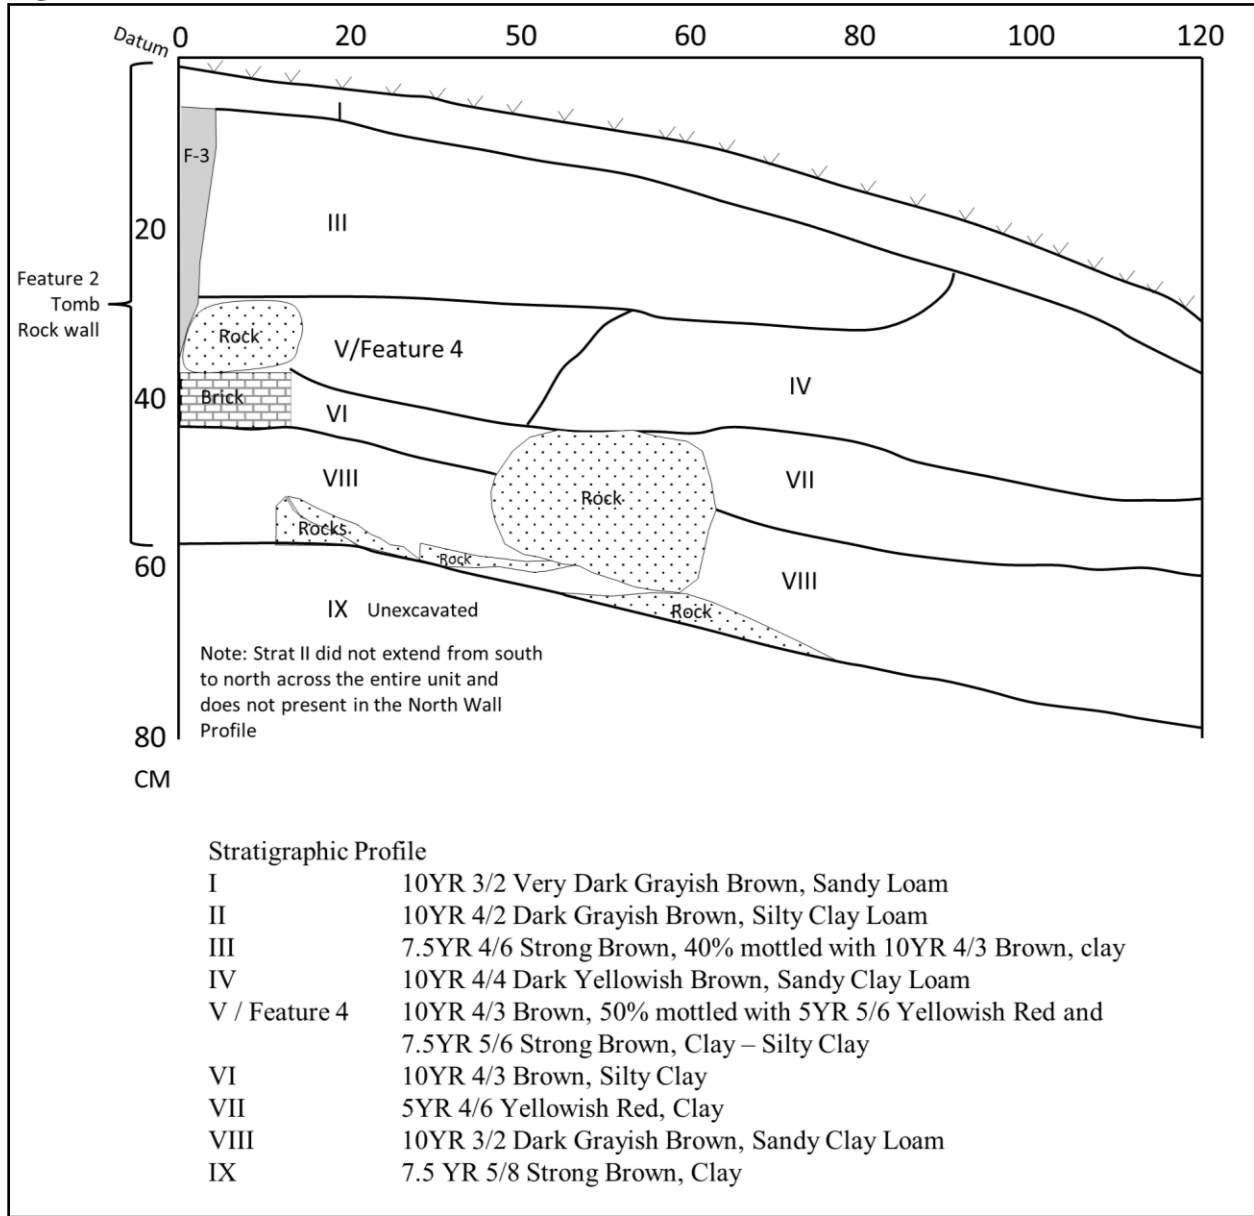 Datum 0 20 50 60 80 100 120
I
F-3
20
III
Feature 2
Tomb
Rock wall
Rock
V/Feature 4
IV
40
Brick
VI
VIII
Rock
VII
Rocks
Rock
60
VIII
IX Unexcavated
Rock
Note: Strat II did not extend from south
to north across the entire unit and
does not present in the North Wall
Profile
80
CM
Stratigraphic Profile
I 10YR 3/2 Very Dark Grayish Brown, Sandy Loam
II 10YR 4/2 Dark Grayish Brown, Silty Clay Loam
III 7.5YR 4/6 Strong Brown, 40% mottled with 10YR 4/3 Brown, clay
IV 10YR 4/4 Dark Yellowish Brown, Sandy Clay Loam
V / Feature 4 10YR 4/3 Brown, 50% mottled with 5YR 5/6 Yellowish Red and
7.5YR 5/6 Strong Brown, Clay – Silty Clay
VI 10YR 4/3 Brown, Silty Clay
VII 5YR 4/6 Yellowish Red, Clay
VIII 10YR 3/2 Dark Grayish Brown, Sandy Clay Loam
IX 7.5 YR 5/8 Strong Brown, Clay